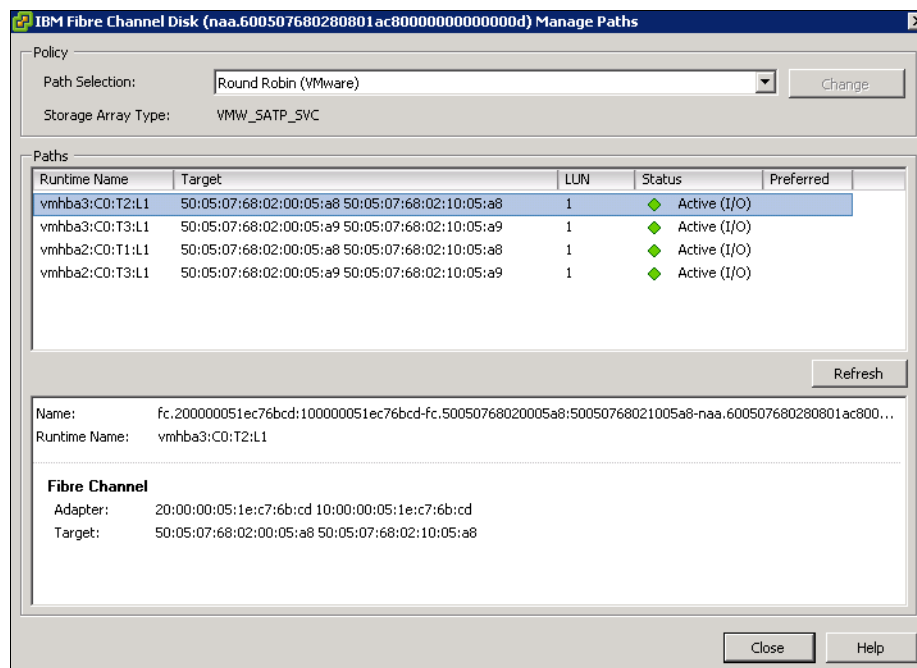 IBM Fibre Channel Disk (naa.600507680280801ac80000000000000d) Manage Paths
Policy
Path Selection: Round Robin (VMware) Change
Storage Array Type: VMW_SATP_SVC
Paths
Runtime Name Target LUN Status Preferred
vmhba3:C0:T2:L1 50:05:07:68:02:00:05:a8 50:05:07:68:02:10:05:a8 1 Active (I/O)
vmhba3:C0:T3:L1 50:05:07:68:02:00:05:a9 50:05:07:68:02:10:05:a9 1 Active (I/O)
vmhba2:C0:T1:L1 50:05:07:68:02:00:05:a8 50:05:07:68:02:10:05:a8 1 Active (I/O)
vmhba2:C0:T3:L1 50:05:07:68:02:00:05:a9 50:05:07:68:02:10:05:a9 1 Active (I/O)
Refresh
Name: fc.200000051ec76bcd:100000051ec76bcd-fc.50050768020005a8:50050768021005a8-naa.600507680280801ac800...
Runtime Name: vmhba3:C0:T2:L1
Fibre Channel
Adapter: 20:00:00:05:1e:c7:6b:cd 10:00:00:05:1e:c7:6b:cd
Target: 50:05:07:68:02:00:05:a8 50:05:07:68:02:10:05:a8
Close Help